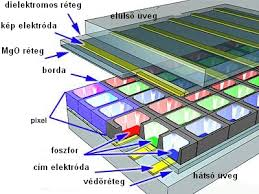 dielektromos réteg
elülső üveg
kép elektróda
MgO réteg
borda
pixel
foszfor
cím elektróda
hátsó üveg
védőréteg